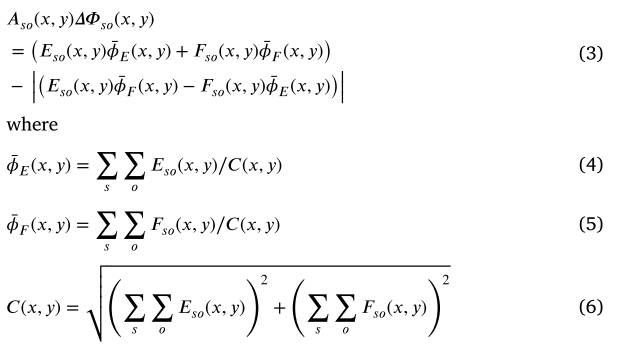 A_{so}(x, y)ΔΦ_{so}(x, y)
= (E_{so}(x, y)ϕ̄_E(x, y) + F_{so}(x, y)ϕ̄_F(x, y)) (3)
− |(E_{so}(x, y)ϕ̄_F(x, y) − F_{so}(x, y)ϕ̄_E(x, y))|
where
ϕ̄_E(x, y) = ∑_s ∑_o E_{so}(x, y)/C(x, y) (4)
ϕ̄_F(x, y) = ∑_s ∑_o F_{so}(x, y)/C(x, y) (5)
C(x, y) = √((∑_s ∑_o E_{so}(x, y))^2 + (∑_s ∑_o F_{so}(x, y))^2) (6)